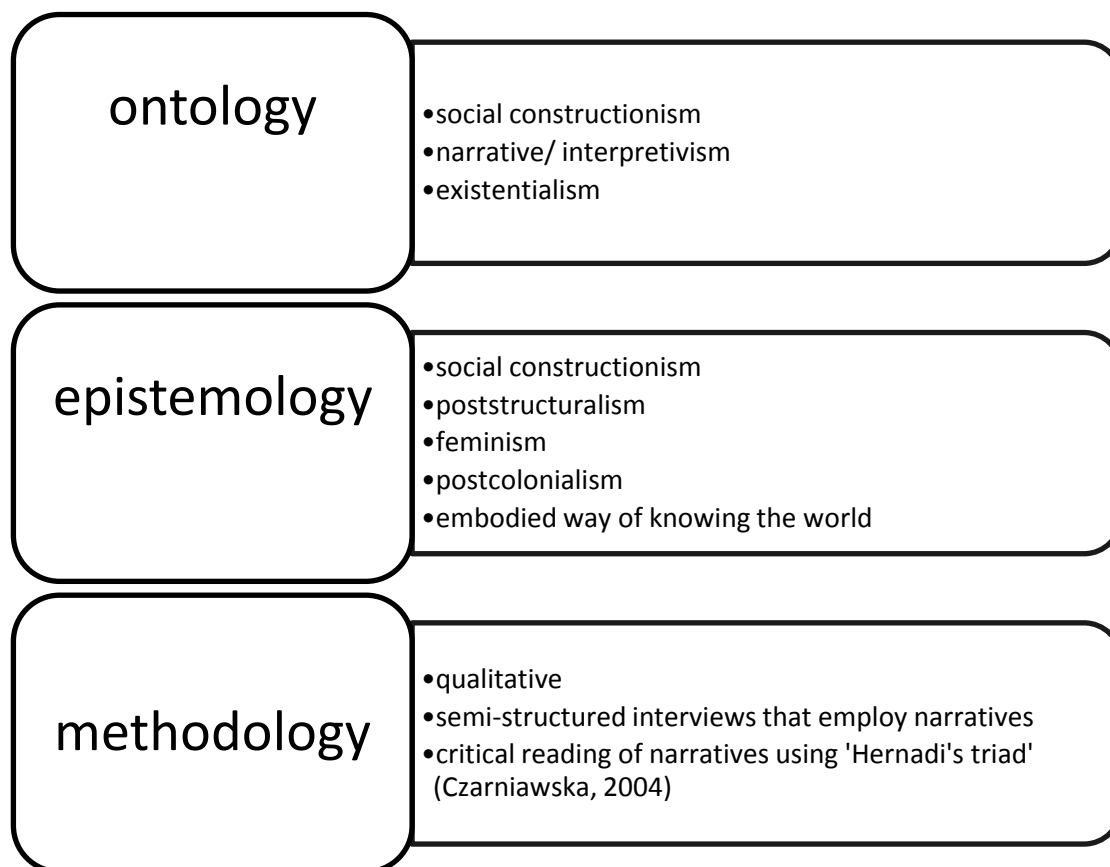 ontology
•social constructionism
•narrative/ interpretivism
•existentialism
epistemology
•social constructionism
•poststructuralism
•feminism
•postcolonialism
•embodied way of knowing the world
methodology
•qualitative
•semi-structured interviews that employ narratives
•critical reading of narratives using 'Hernadi's triad'
(Czarniawska, 2004)